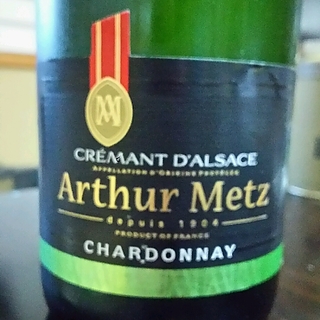 AM
CRÉMANT D'ALSACE
APPELLATION D'ORIGINE PROTÉGÉE
Arthur Metz
depuis 1904
PRODUCT OF FRANCE
CHARDONNAY